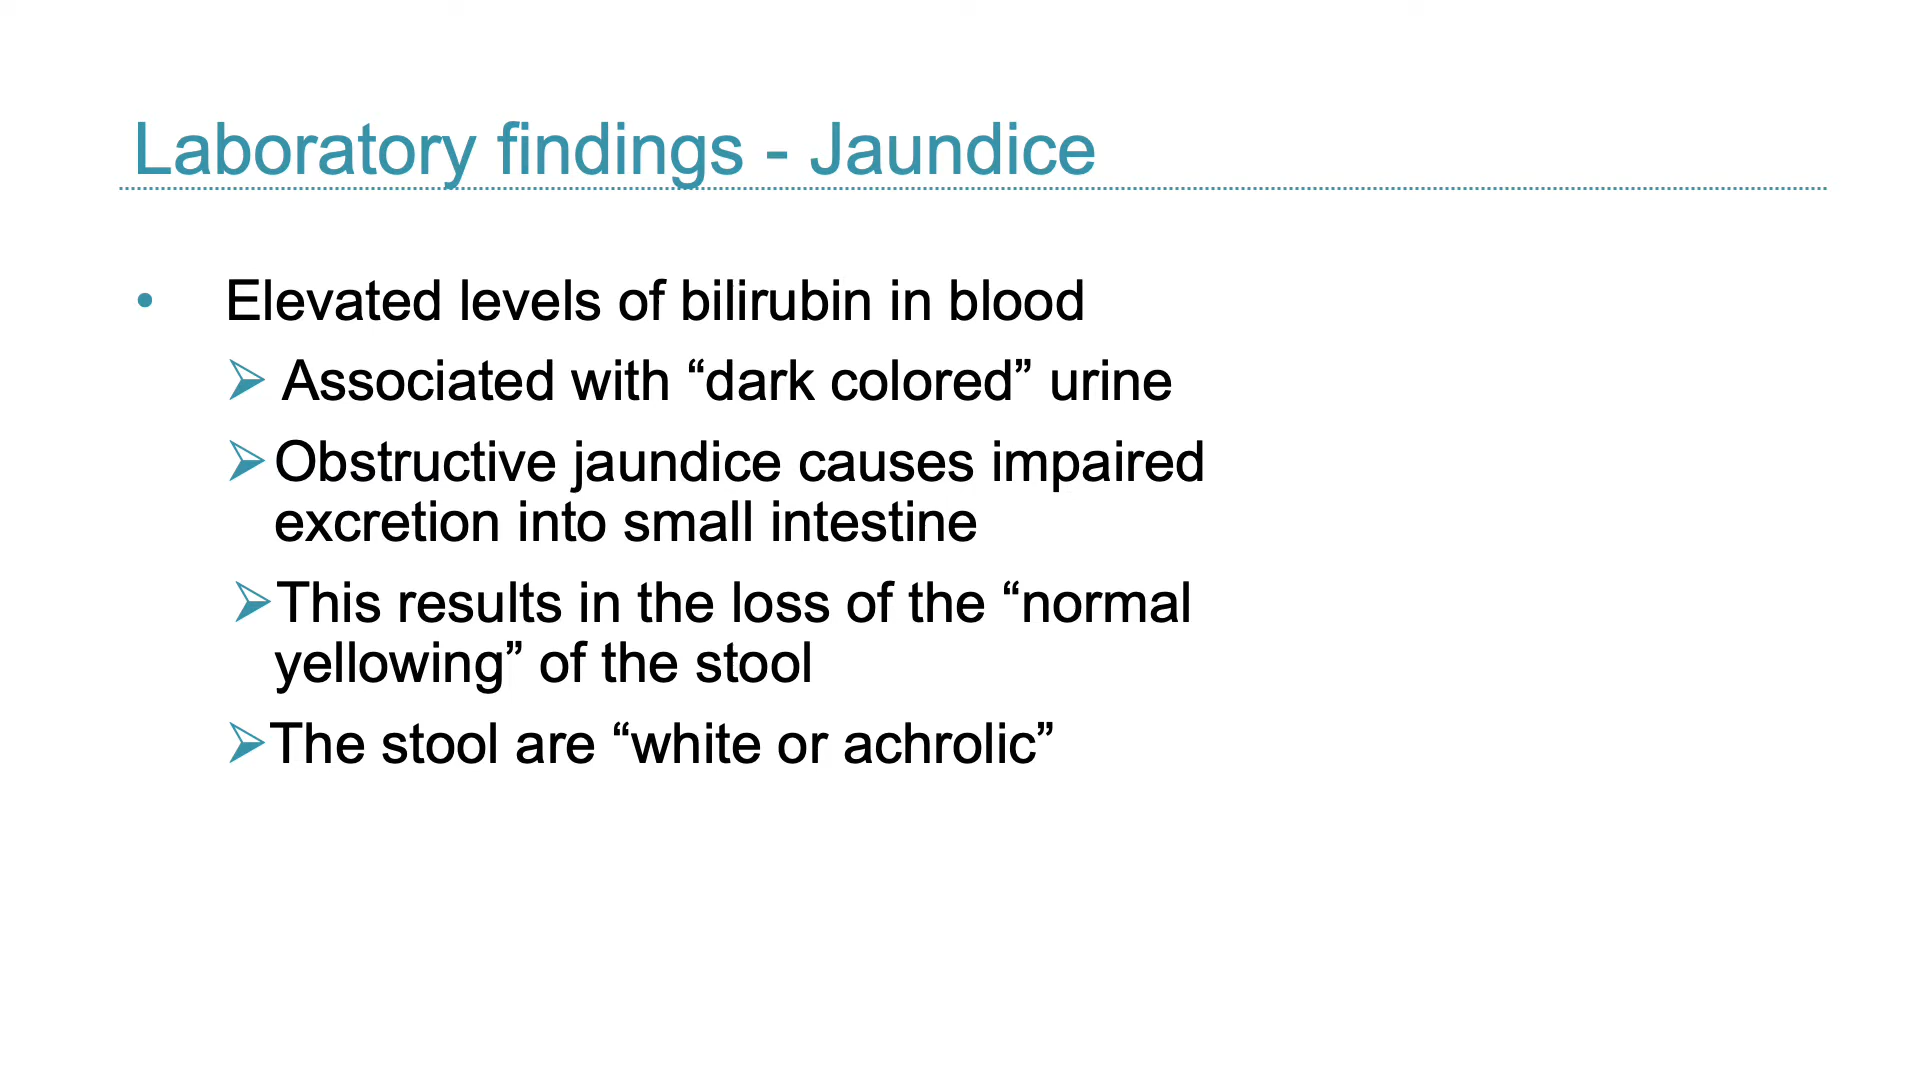 Laboratory findings - Jaundice
• Elevated levels of bilirubin in blood
➢ Associated with “dark colored” urine
➢ Obstructive jaundice causes impaired
excretion into small intestine
➢ This results in the loss of the “normal
yellowing” of the stool
➢ The stool are “white or achrolic”